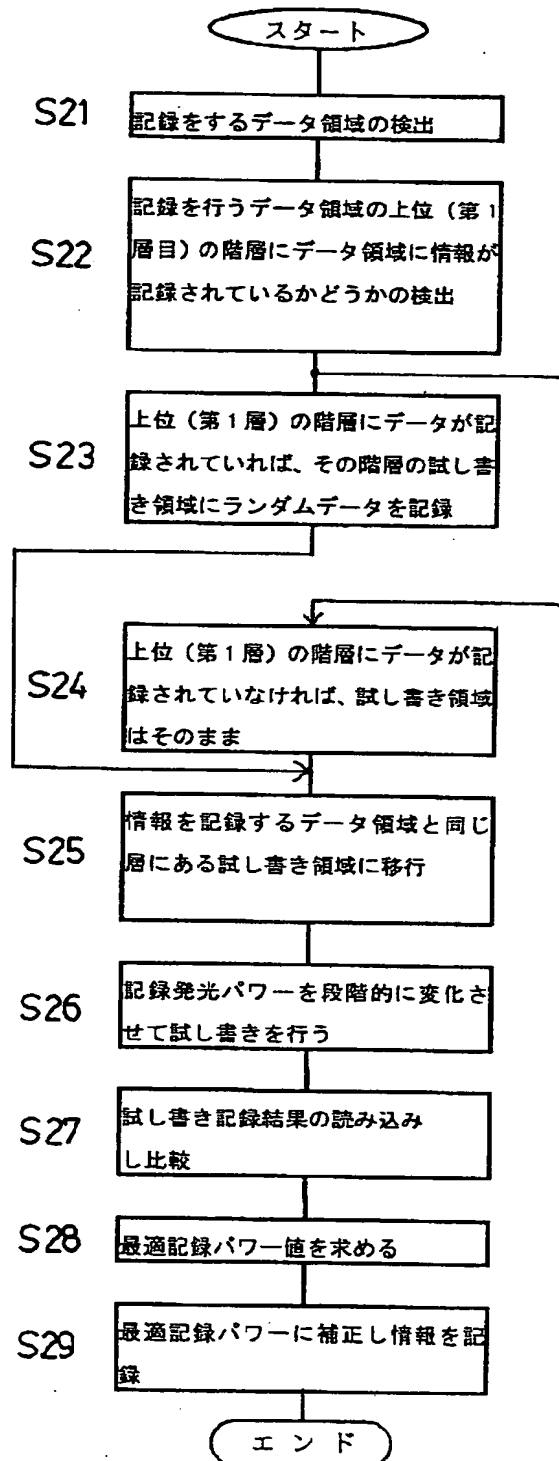 スタート
S21
記録をするデータ領域の検出
S22
記録を行うデータ領域の上位(第1
層目)の階層にデータ領域に情報が
記録されているかどうかの検出
S23
上位(第1層)の階層にデータが記
録されていれば、その階層の試し書
き領域にランダムデータを記録
S24
上位(第1層)の階層にデータが記
録されていなければ、試し書き領域
はそのまま
S25
情報を記録するデータ領域と同じ
層にある試し書き領域に移行
S26
記録発光パワーを段階的に変化さ
せて試し書きを行う
S27
試し書き記録結果の読み込み
し比較
S28
最適記録パワー値を求める
S29
最適記録パワーに補正し情報を記
録
エンド